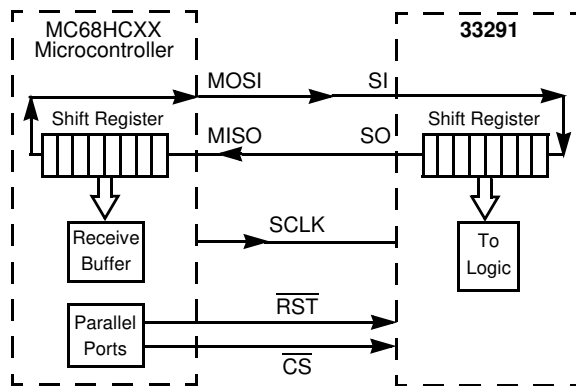 MC68HCXX
Microcontroller
33291
MOSI
SI
Shift Register
Shift Register
MISO
SO
Receive
Buffer
SCLK
To
Logic
Parallel
Ports
RST
CS